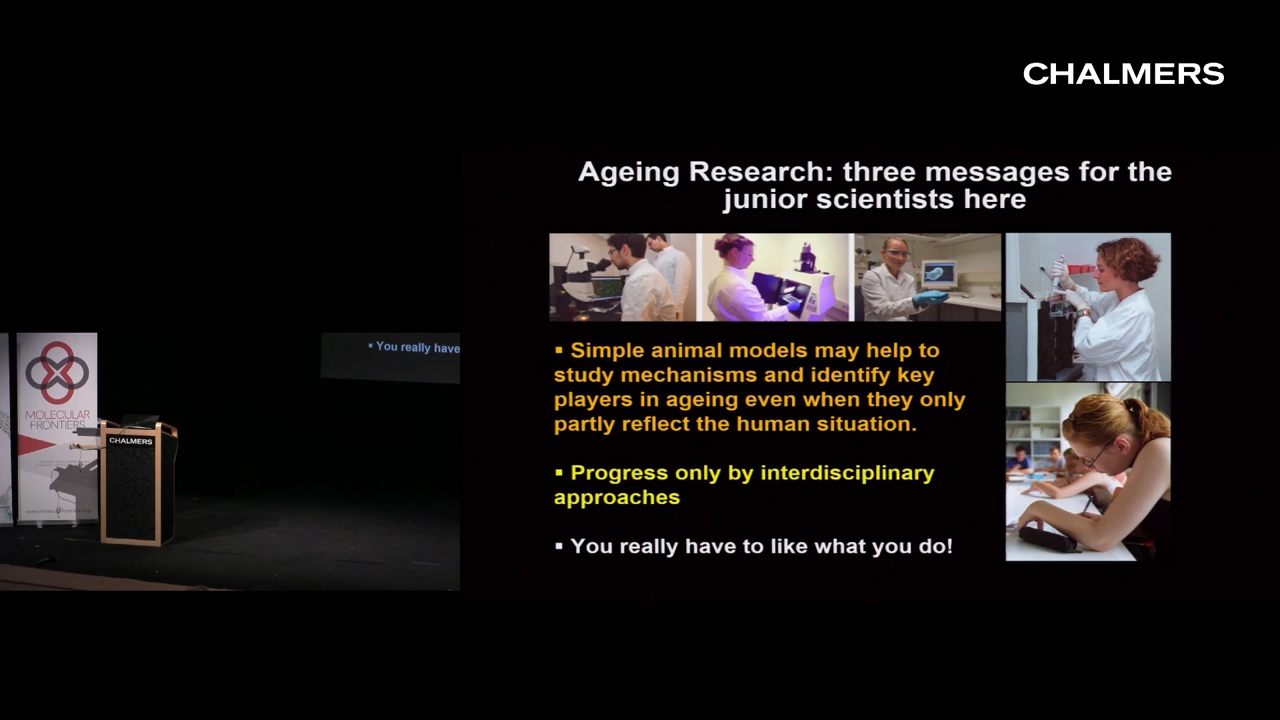 CHALMERS
Ageing Research: three messages for the
junior scientists here
▪ Simple animal models may help to
study mechanisms and identify key
players in ageing even when they only
partly reflect the human situation.
▪ Progress only by interdisciplinary
approaches
▪ You really have to like what you do!
▪ You really have
MOLECULAR
FRONTIERS
CHALMERS